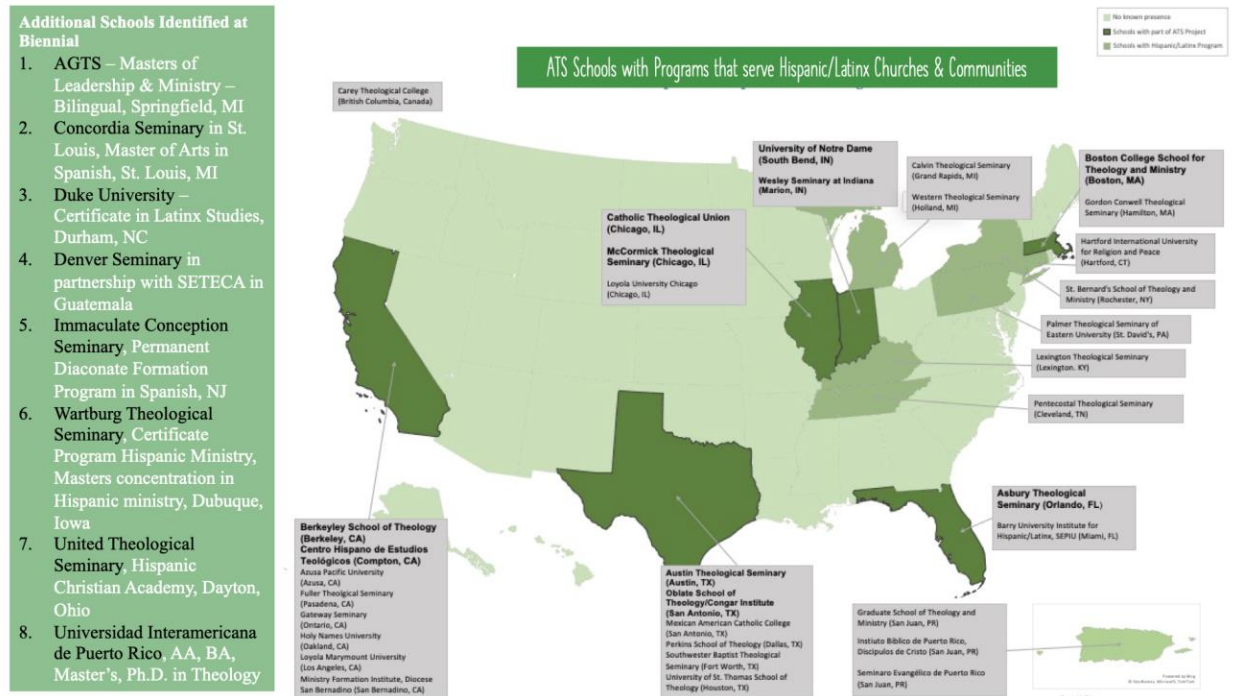 Additional Schools Identified at
Biennial
1. AGTS – Masters of
Leadership & Ministry –
Bilingual, Springfield, MI
2. Concordia Seminary in St.
Louis, Master of Arts in
Spanish, St. Louis, MI
3. Duke University –
Certificate in Latinx Studies,
Durham, NC
4. Denver Seminary in
partnership with SETECA in
Guatemala
5. Immaculate Conception
Seminary, Permanent
Diaconate Formation
Program in Spanish, NJ
6. Wartburg Theological
Seminary, Certificate
Program Hispanic Ministry,
Masters concentration in
Hispanic ministry, Dubuque,
Iowa
7. United Theological
Seminary, Hispanic
Christian Academy, Dayton,
Ohio
8. Universidad Interamericana
de Puerto Rico, AA, BA,
Master's, Ph.D. in Theology
No known presence
Schools with part of ATS Project
Schools with Hispanic/Latinx Program
ATS Schools with Programs that serve Hispanic/Latinx Churches & Communities
Carey Theological College
(British Columbia, Canada)
University of Notre Dame
(South Bend, IN)
Wesley Seminary at Indiana
(Marion, IN)
Calvin Theological Seminary
(Grand Rapids, MI)
Western Theological Seminary
(Holland, MI)
Boston College School for
Theology and Ministry
(Boston, MA)
Gordon Conwell Theological
Seminary (Hamilton, MA)
Catholic Theological Union
(Chicago, IL)
McCormick Theological
Seminary (Chicago, IL)
Loyola University Chicago
(Chicago, IL)
Hartford International University
for Religion and Peace
(Hartford, CT)
St. Bernard's School of Theology and
Ministry (Rochester, NY)
Palmer Theological Seminary of
Eastern University (St. David's, PA)
Lexington Theological Seminary
(Lexington. KY)
Pentecostal Theological Seminary
(Cleveland, TN)
Asbury Theological
Seminary (Orlando, FL)
Barry University Institute for
Hispanic/Latinx, SEPIU (Miami, FL)
Berkeyley School of Theology
(Berkeley, CA)
Centro Hispano de Estudios
Teológicos (Compton, CA)
Azusa Pacific University
(Azusa, CA)
Fuller Theolgical Seminary
(Pasadena, CA)
Gateway Seminary
(Ontario, CA)
Holy Names University
(Oakland, CA)
Loyola Marymount University
(Los Angeles, CA)
Ministry Formation Institute, Diocese
San Bernadino (San Bernadino, CA)
Austin Theological Seminary
(Austin, TX)
Oblate School of
Theology/Congar Institute
(San Antonio, TX)
Mexican American Catholic College
(San Antonio, TX)
Perkins School of Theology (Dallas, TX)
Southwester Baptist Theological
Seminary (Fort Worth, TX)
University of St. Thomas School of
Theology (Houston, TX)
Graduate School of Theology and
Ministry (San Juan, PR)
Instiuto Biblico de Puerto Rico,
Discipulos de Cristo (San Juan, PR)
Seminaro Evangélico de Puerto Rico
(San Juan, PR)
Powered by Bing
© GeoNames, Microsoft, TomTom